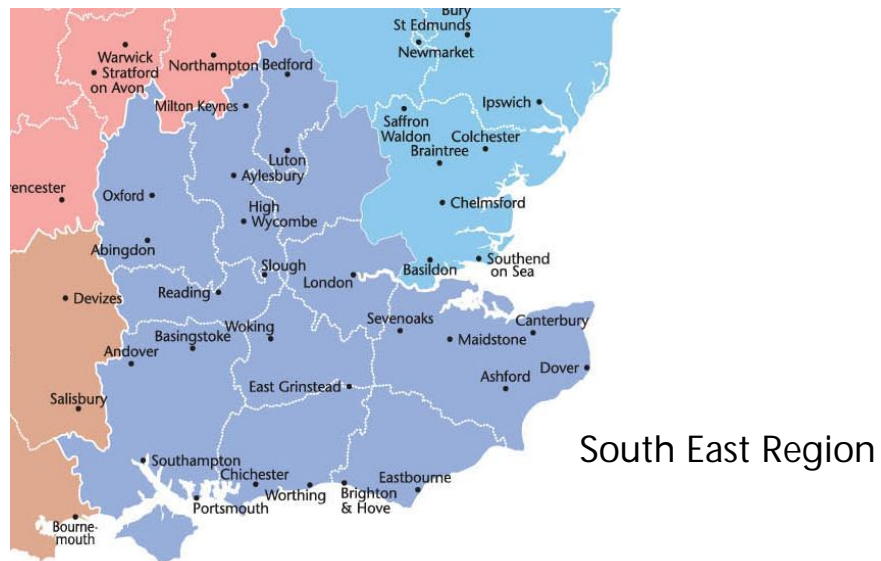 Bury
St Edmunds
Newmarket
Warwick
Stratford
on Avon
Northampton
Bedford
Milton Keynes
Ipswich
Saffron
Waldon
Colchester
Braintree
Luton
Aylesbury
rencester
Oxford
High
Wycombe
Chelmsford
Abingdon
Slough
London
Basildon
Southend
on Sea
Devizes
Reading
Sevenoaks
Canterbury
Woking
Basingstoke
Maidstone
Andover
Dover
East Grinstead
Ashford
Salisbury
South East Region
Southampton
Chichester
Eastbourne
Worthing
Brighton
& Hove
Portsmouth
Bourne-
mouth